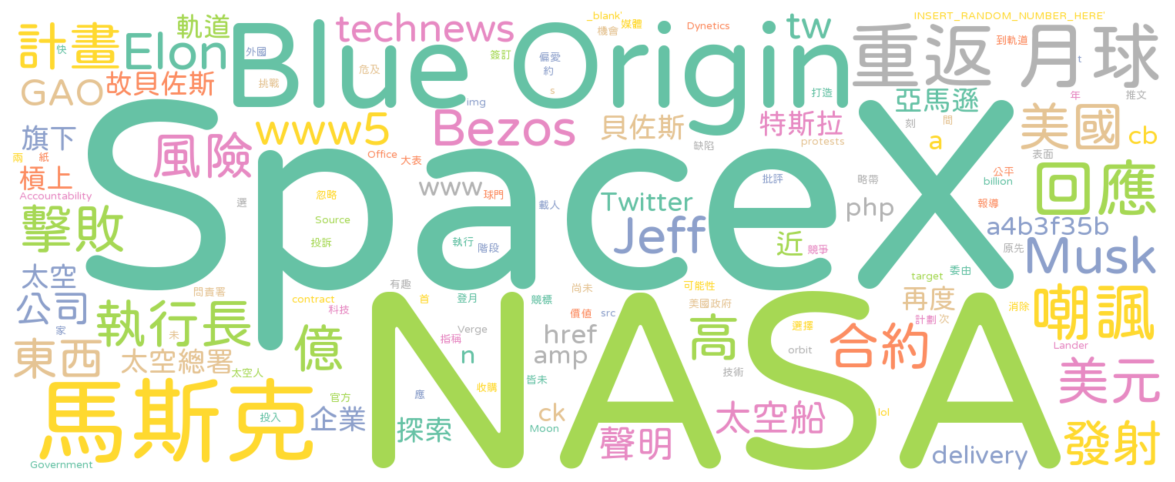 _blank`
媒體
INSERT_RANDOM_NUMBER_HERE`
計畫
快
Elon
軌道
外國
Blue Origin
technews
簽訂
機會
偏愛
約
Dynetics
tw
重返
到軌道
月球
t
GAO
故貝佐斯
挑戰
危及
img
s
打造
亞馬遜
年
推文
旗下
風險
www5
Bezos
貝佐斯
缺陷
特斯拉
protests
刻
間
a
美國
cb
雨
紙
槓上
Accountability
SpaceX
Office
大表
www
球門
忽略
Source
選
載人
Twitter
批評
略帶
php
表面
公平
billion
報導
回應
擊敗
投訴
執行
階段
Jeff
近
競爭
a4b3f35b
原先
Musk
太空
公司
家
問責署
執行長
未
contract
科技
億
有趣
首
登月
競標
尚未
價值
src
可能性
美國政府
target
委由
再度
計劃
次
消除
嘲諷
東西
太空總署
太空人
NASA
指稱
Verge
n
href
amp
皆未
高
選擇
orbit
技術
合約
Lander
美元
馬斯克
官方
投入
企業
應
收購
探索
Moon
ck
聲明
太空船
lol
delivery
發射
Government